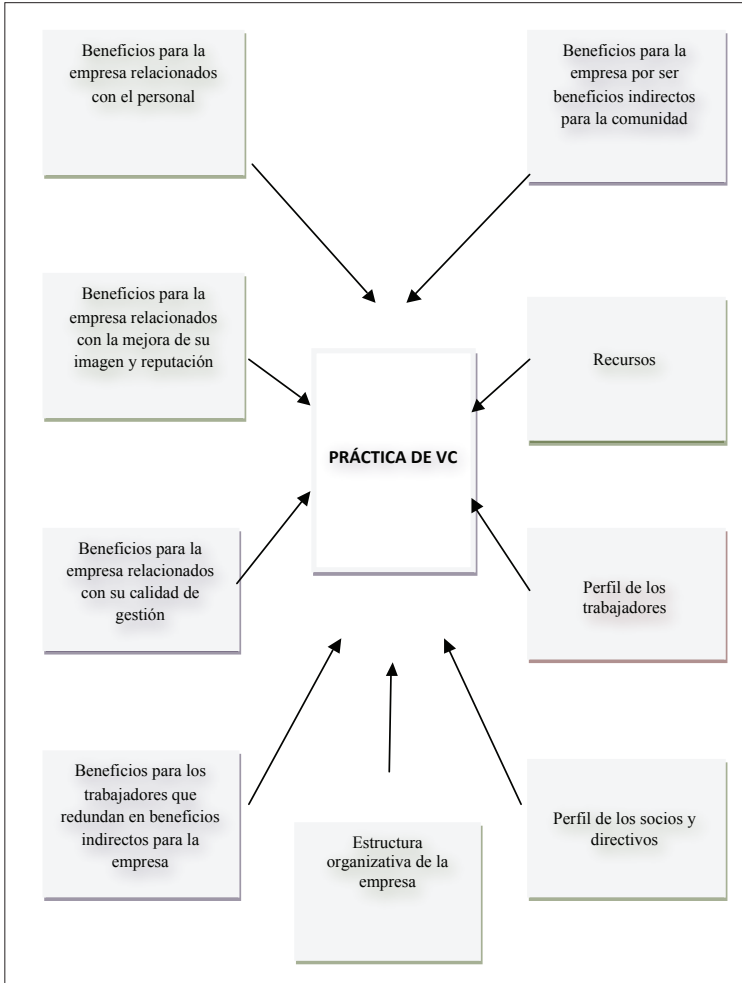 Beneficios para la
empresa relacionados
con el personal
Beneficios para la
empresa por ser
beneficios indirectos
para la comunidad
Beneficios para la
empresa relacionados
con la mejora de su
imagen y reputación
Recursos
PRÁCTICA DE VC
Beneficios para la
empresa relacionados
con su calidad de
gestión
Perfil de los
trabajadores
Beneficios para los
trabajadores que
redundan en beneficios
indirectos para la
empresa
Estructura
organizativa de la
empresa
Perfil de los socios y
directivos